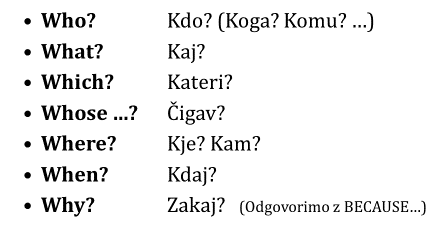 • Who? Kdo? (Koga? Komu? ...)
• What? Kaj?
• Which? Kateri?
• Whose ...? Čigav?
• Where? Kje? Kam?
• When? Kdaj?
• Why? Zakaj? (Odgovorimo z BECAUSE...)